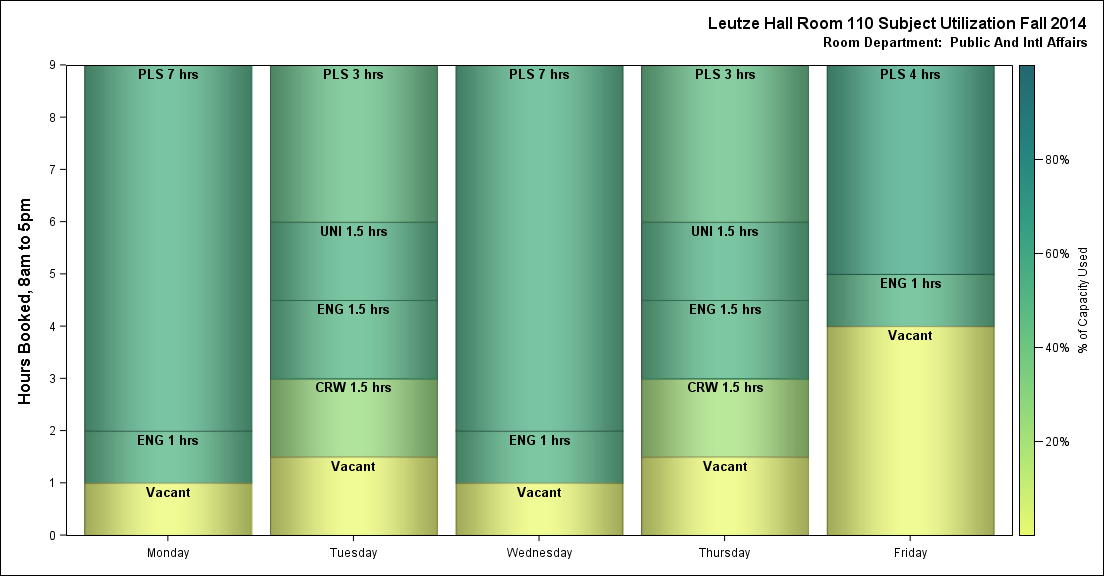 Leutze Hall Room 110 Subject Utilization Fall 2014
Room Department: Public And Intl Affairs
Hours Booked, 8am to 5pm
9
8
7
6
5
4
3
2
1
0
PLS 7 hrs
ENG 1 hrs
Vacant
Monday
PLS 3 hrs
UNI 1.5 hrs
ENG 1.5 hrs
CRW 1.5 hrs
Vacant
Tuesday
PLS 7 hrs
ENG 1 hrs
Vacant
Wednesday
PLS 3 hrs
UNI 1.5 hrs
ENG 1.5 hrs
CRW 1.5 hrs
Vacant
Thursday
PLS 4 hrs
ENG 1 hrs
Vacant
Friday
80%
60%
40%
20%
% of Capacity Used